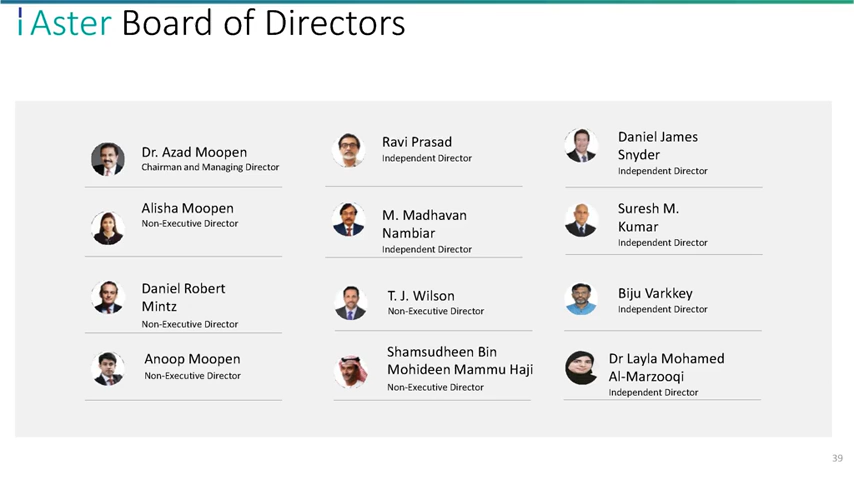 Aster Board of Directors
Dr. Azad Moopen
Chairman and Managing Director
Alisha Moopen
Non-Executive Director
Daniel Robert
Mintz
Non-Executive Director
Anoop Moopen
Non-Executive Director
Ravi Prasad
Independent Director
M. Madhavan
Nambiar
Independent Director
T. J. Wilson
Non-Executive Director
Shamsudheen Bin
Mohideen Mammu Haji
Non-Executive Director
Daniel James
Snyder
Independent Director
Suresh M.
Kumar
Independent Director
Biju Varkkey
Independent Director
Dr Layla Mohamed
Al-Marzooqi
Independent Director
39